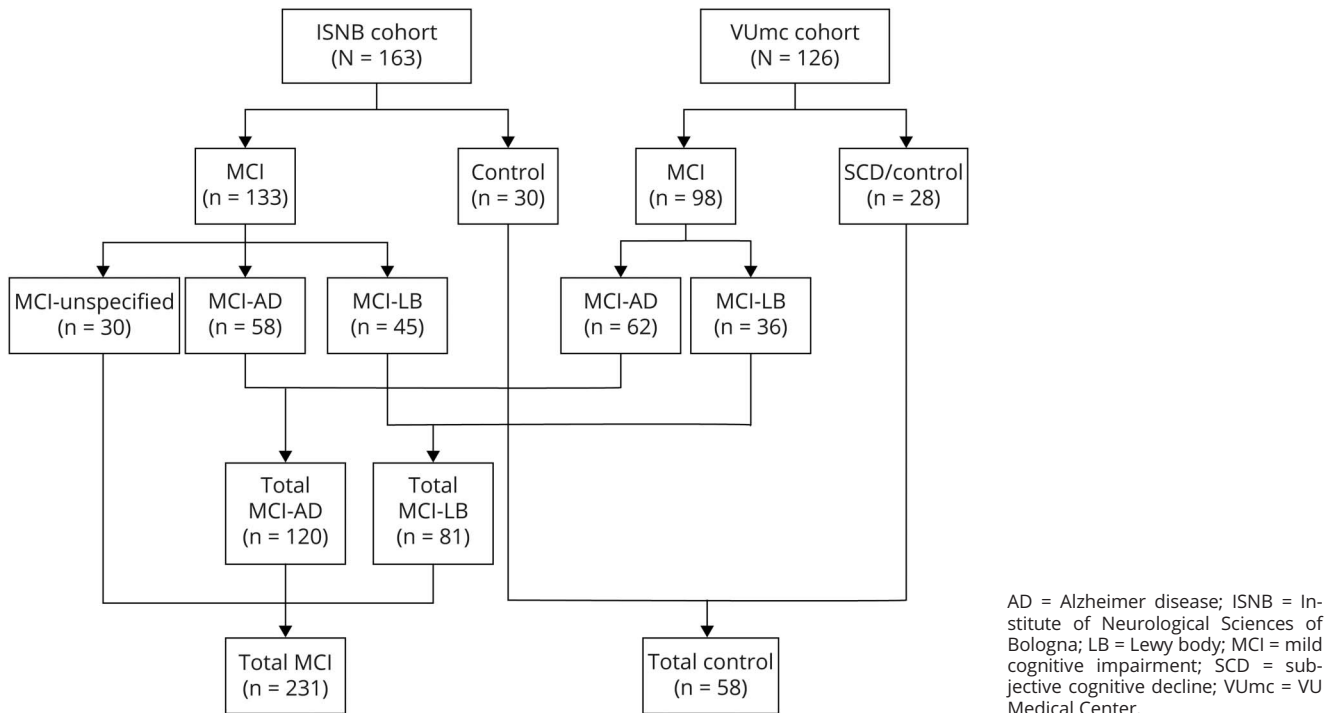 ISNB cohort
(N = 163)
VUmc cohort
(N = 126)
MCI
(n = 133)
Control
(n = 30)
MCI
(n = 98)
SCD/control
(n = 28)
MCI-unspecified
(n = 30)
MCI-AD
(n = 58)
MCI-LB
(n = 45)
MCI-AD
(n = 62)
MCI-LB
(n = 36)
Total
MCI-AD
(n = 120)
Total
MCI-LB
(n = 81)
Total MCI
(n = 231)
Total control
(n = 58)
AD = Alzheimer disease; ISNB = In-
stitute of Neurological Sciences of
Bologna; LB = Lewy body; MCI = mild
cognitive impairment; SCD = sub-
jective cognitive decline; VUmc = VU
Medical Center.